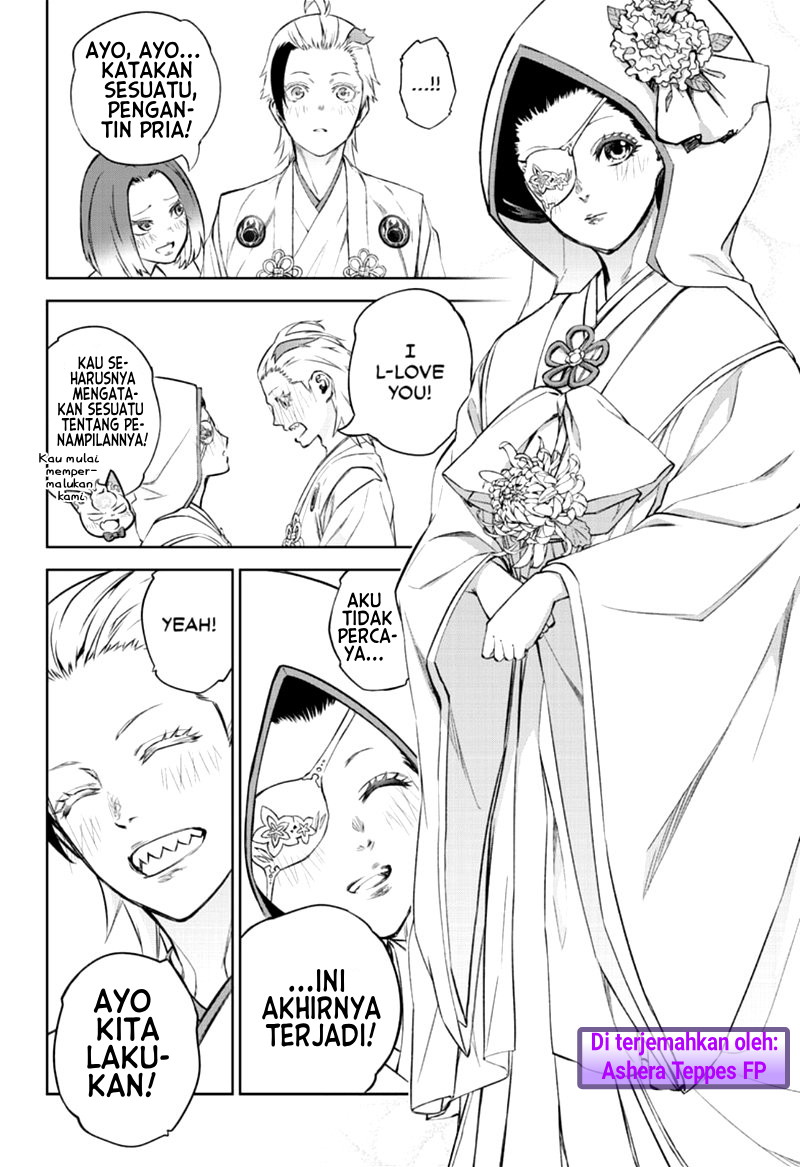 AYO, AYO...
KATAKAN
SESUATU,
PENGAN-
TIN PRIA!
....!!
I
L-LOVE
YOU!
KAU SE-
HARUSNYA
MENGATA-
KAN SESUATU
TENTANG PE-
NAMPILANNYA!
Kau mulai
memper-
malukan
kami
AKU
TIDAK
PERCA-
YA...
YEAH!
...INI
AKHIRNYA
TERJADI!
AYO
KITA
LAKU-
KAN!
Di terjemahkan oleh:
Ashera Teppes FP